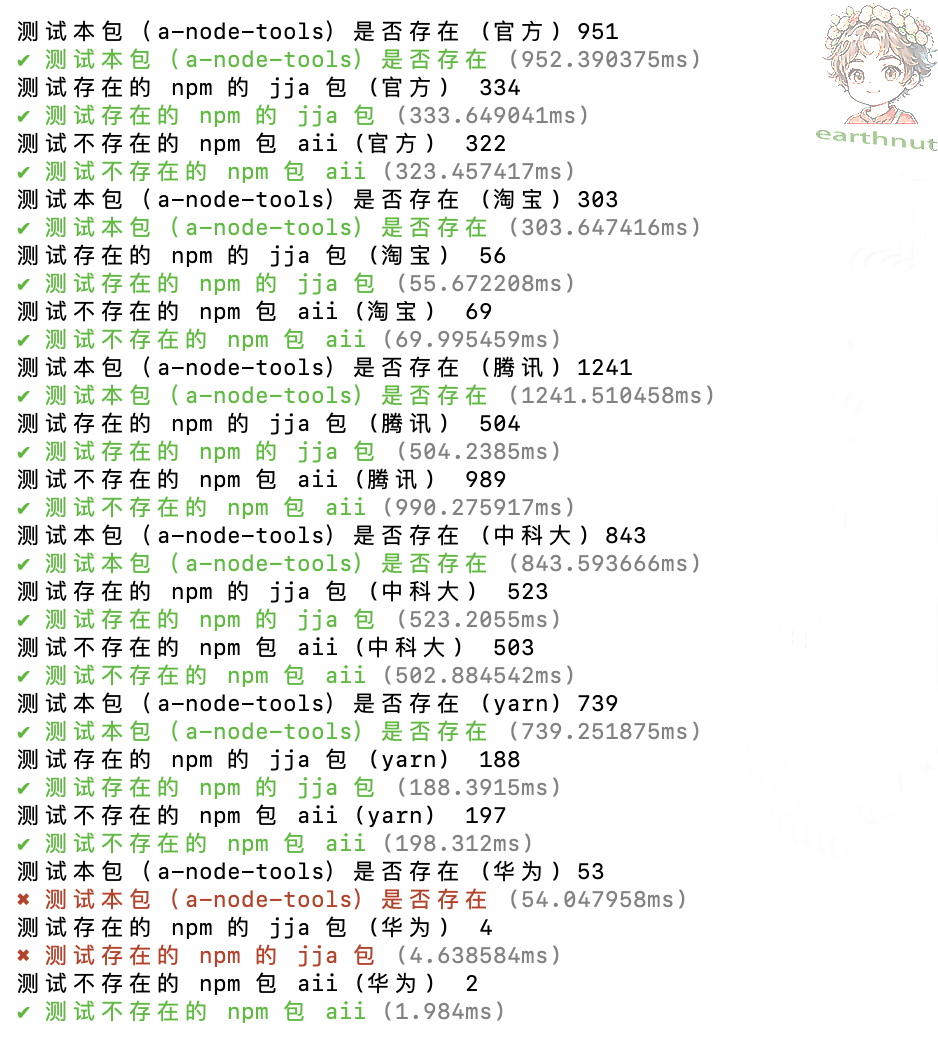 测试本包（a-node-tools）是否存在（官方）951
✔ 测试本包（a-node-tools）是否存在 (952.390375ms)
测试存在的 npm 的 jja 包（官方） 334
✔ 测试存在的 npm 的 jja 包 (333.649041ms)
测试不存在的 npm 包 aii（官方） 322
✔ 测试不存在的 npm 包 aii (323.457417ms)
测试本包（a-node-tools）是否存在（淘宝）303
✔ 测试本包（a-node-tools）是否存在 (303.647416ms)
测试存在的 npm 的 jja 包（淘宝） 56
✔ 测试存在的 npm 的 jja 包 (55.672208ms)
测试不存在的 npm 包 aii（淘宝） 69
✔ 测试不存在的 npm 包 aii (69.995459ms)
测试本包（a-node-tools）是否存在（腾讯）1241
✔ 测试本包（a-node-tools）是否存在 (1241.510458ms)
测试存在的 npm 的 jja 包（腾讯） 504
✔ 测试存在的 npm 的 jja 包 (504.2385ms)
测试不存在的 npm 包 aii（腾讯） 989
✔ 测试不存在的 npm 包 aii (990.275917ms)
测试本包（a-node-tools）是否存在（中科大）843
✔ 测试本包（a-node-tools）是否存在 (843.593666ms)
测试存在的 npm 的 jja 包（中科大） 523
✔ 测试存在的 npm 的 jja 包 (523.2055ms)
测试不存在的 npm 包 aii（中科大） 503
✔ 测试不存在的 npm 包 aii (502.884542ms)
测试本包（a-node-tools）是否存在（yarn）739
✔ 测试本包（a-node-tools）是否存在 (739.251875ms)
测试存在的 npm 的 jja 包（yarn） 188
✔ 测试存在的 npm 的 jja 包 (188.3915ms)
测试不存在的 npm 包 aii（yarn） 197
✔ 测试不存在的 npm 包 aii (198.312ms)
测试本包（a-node-tools）是否存在（华为）53
✖ 测试本包（a-node-tools）是否存在 (54.047958ms)
测试存在的 npm 的 jja 包（华为） 4
✖ 测试存在的 npm 的 jja 包 (4.638584ms)
测试不存在的 npm 包 aii（华为） 2
✔ 测试不存在的 npm 包 aii (1.984ms)
earthnut